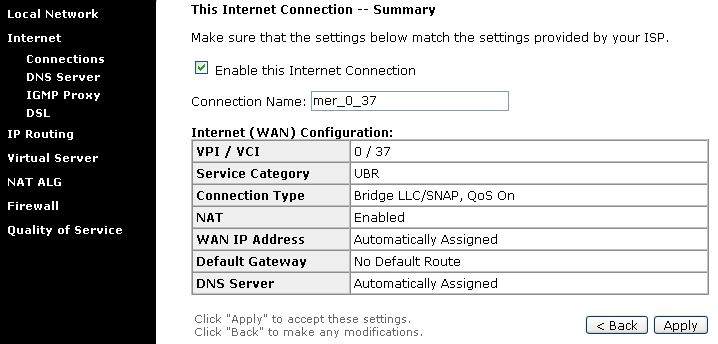 Local Network
Internet
Connections
DNS Server
IGMP Proxy
DSL
IP Routing
Virtual Server
NAT ALG
Firewall
Quality of Service
This Internet Connection -- Summary
Make sure that the settings below match the settings provided by your ISP.
Enable this Internet Connection
Connection Name: mer_0_37
Internet (WAN) Configuration:
VPI / VCI 0 / 37
Service Category UBR
Connection Type Bridge LLC/SNAP, QoS On
NAT Enabled
WAN IP Address Automatically Assigned
Default Gateway No Default Route
DNS Server Automatically Assigned
Click "Apply" to accept these settings.
Click "Back" to make any modifications.
< Back Apply